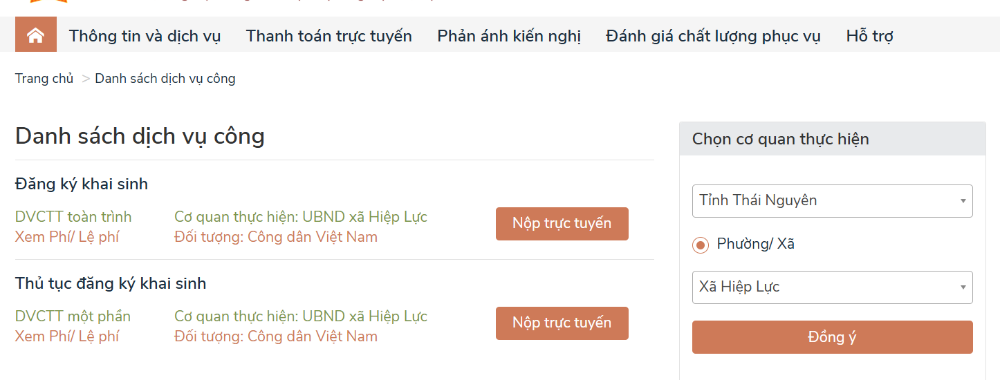 Thông tin và dịch vụ Thanh toán trực tuyến Phản ánh kiến nghị Đánh giá chất lượng phục vụ Hỗ trợ
Trang chủ > Danh sách dịch vụ công
Danh sách dịch vụ công
Đăng ký khai sinh
DVCTT toàn trình Cơ quan thực hiện: UBND xã Hiệp Lực
Xem Phí/ Lệ phí Đối tượng: Công dân Việt Nam
Nộp trực tuyến
Thủ tục đăng ký khai sinh
DVCTT một phần Cơ quan thực hiện: UBND xã Hiệp Lực
Xem Phí/ Lệ phí Đối tượng: Công dân Việt Nam
Nộp trực tuyến
Chọn cơ quan thực hiện
Tỉnh Thái Nguyên
Phường/ Xã
Xã Hiệp Lực
Đồng ý